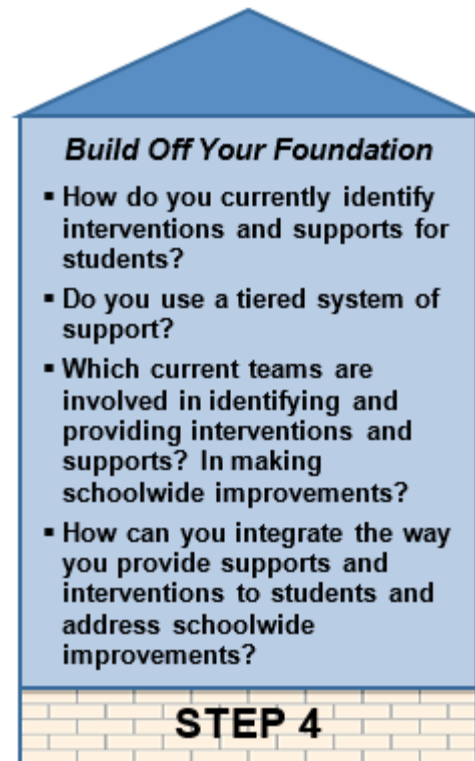 Build Off Your Foundation
▪ How do you currently identify
interventions and supports for
students?
▪ Do you use a tiered system of
support?
▪ Which current teams are
involved in identifying and
providing interventions and
supports? In making
schoolwide improvements?
▪ How can you integrate the way
you provide supports and
interventions to students and
address schoolwide
improvements?
STEP 4